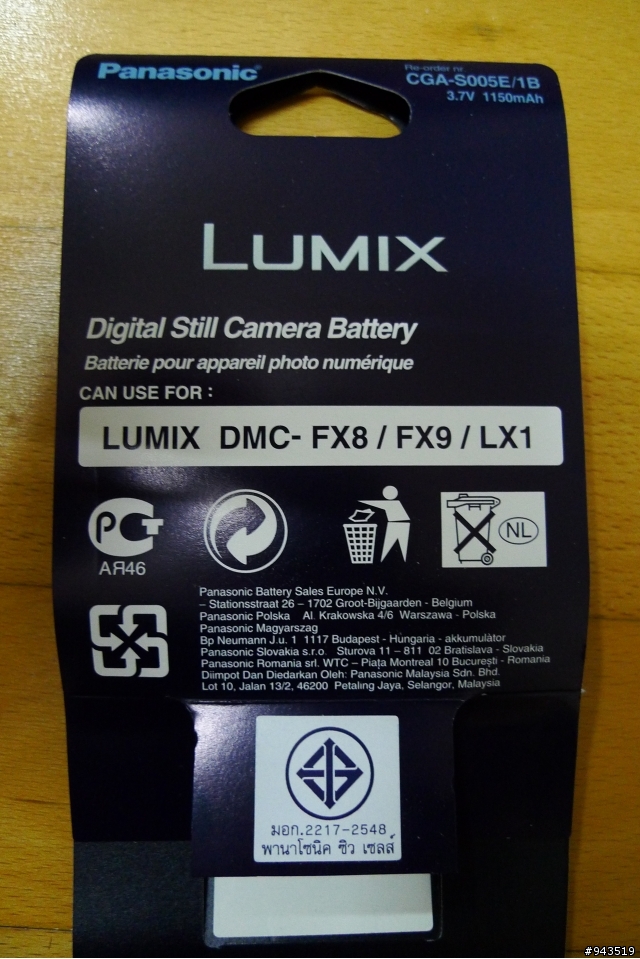 Panasonic
Re-order nr.
CGA-S005E/1B
3.7V 1150mAh
LUMIX
Digital Still Camera Battery
Batterie pour appareil photo numérique
CAN USE FOR :
LUMIX DMC- FX8 / FX9 / LX1
РСТ
АЯ46
NL
Panasonic Battery Sales Europe N.V.
– Stationsstraat 26 – 1702 Groot-Bijgaarden - Belgium
Panasonic Polska Al. Krakowska 4/6 Warszawa - Polska
Panasonic Magyarszag
Bp Neumann J.u. 1 1117 Budapest - Hungaria - akkumulàtor
Panasonic Slovakia s.r.o. Sturova 11 – 811 02 Bratislava - Slovakia
Panasonic Romania srl. WTC – Piaţa Montreal 10 Bucureşti - Romania
Diimpot Dan Diedarkan Oleh: Panasonic Malaysia Sdn. Bhd.
Lot 10, Jalan 13/2, 46200 Petaling Jaya, Selangor, Malaysia
มอก.2217-2548
พานาโซนิค ซิว เซลส์
#943519